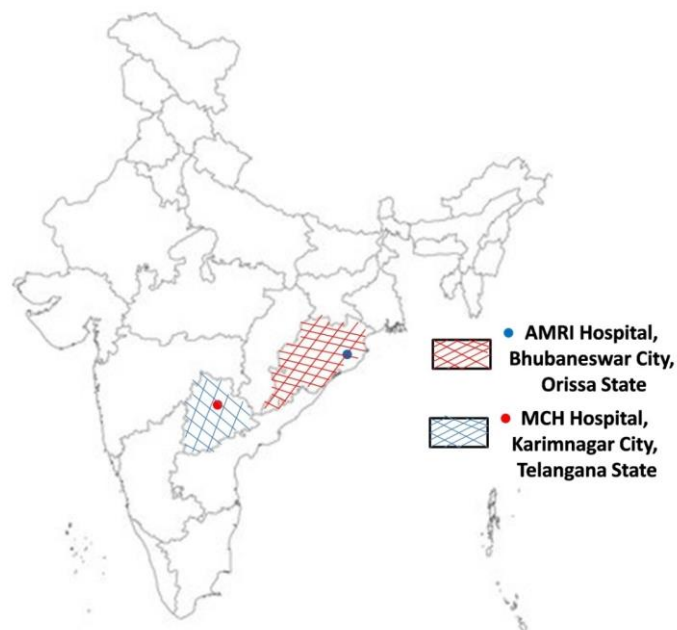 AMRI Hospital,
Bhubaneswar City,
Orissa State
MCH Hospital,
Karimnagar City,
Telangana State